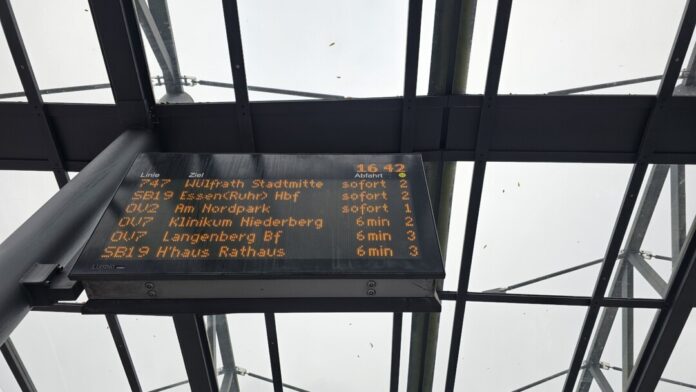 16 42
Linie Ziel Abfahrt
747 Wülfrath Stadtmitte sofort 2
SB19 Essen(Ruhr) Hbf sofort 2
OV2 Am Nordpark sofort 1
OV7 Klinikum Niederberg 6 min 2
OV7 Langenberg Bf 6 min 3
SB19 H'haus Rathaus 6 min 3